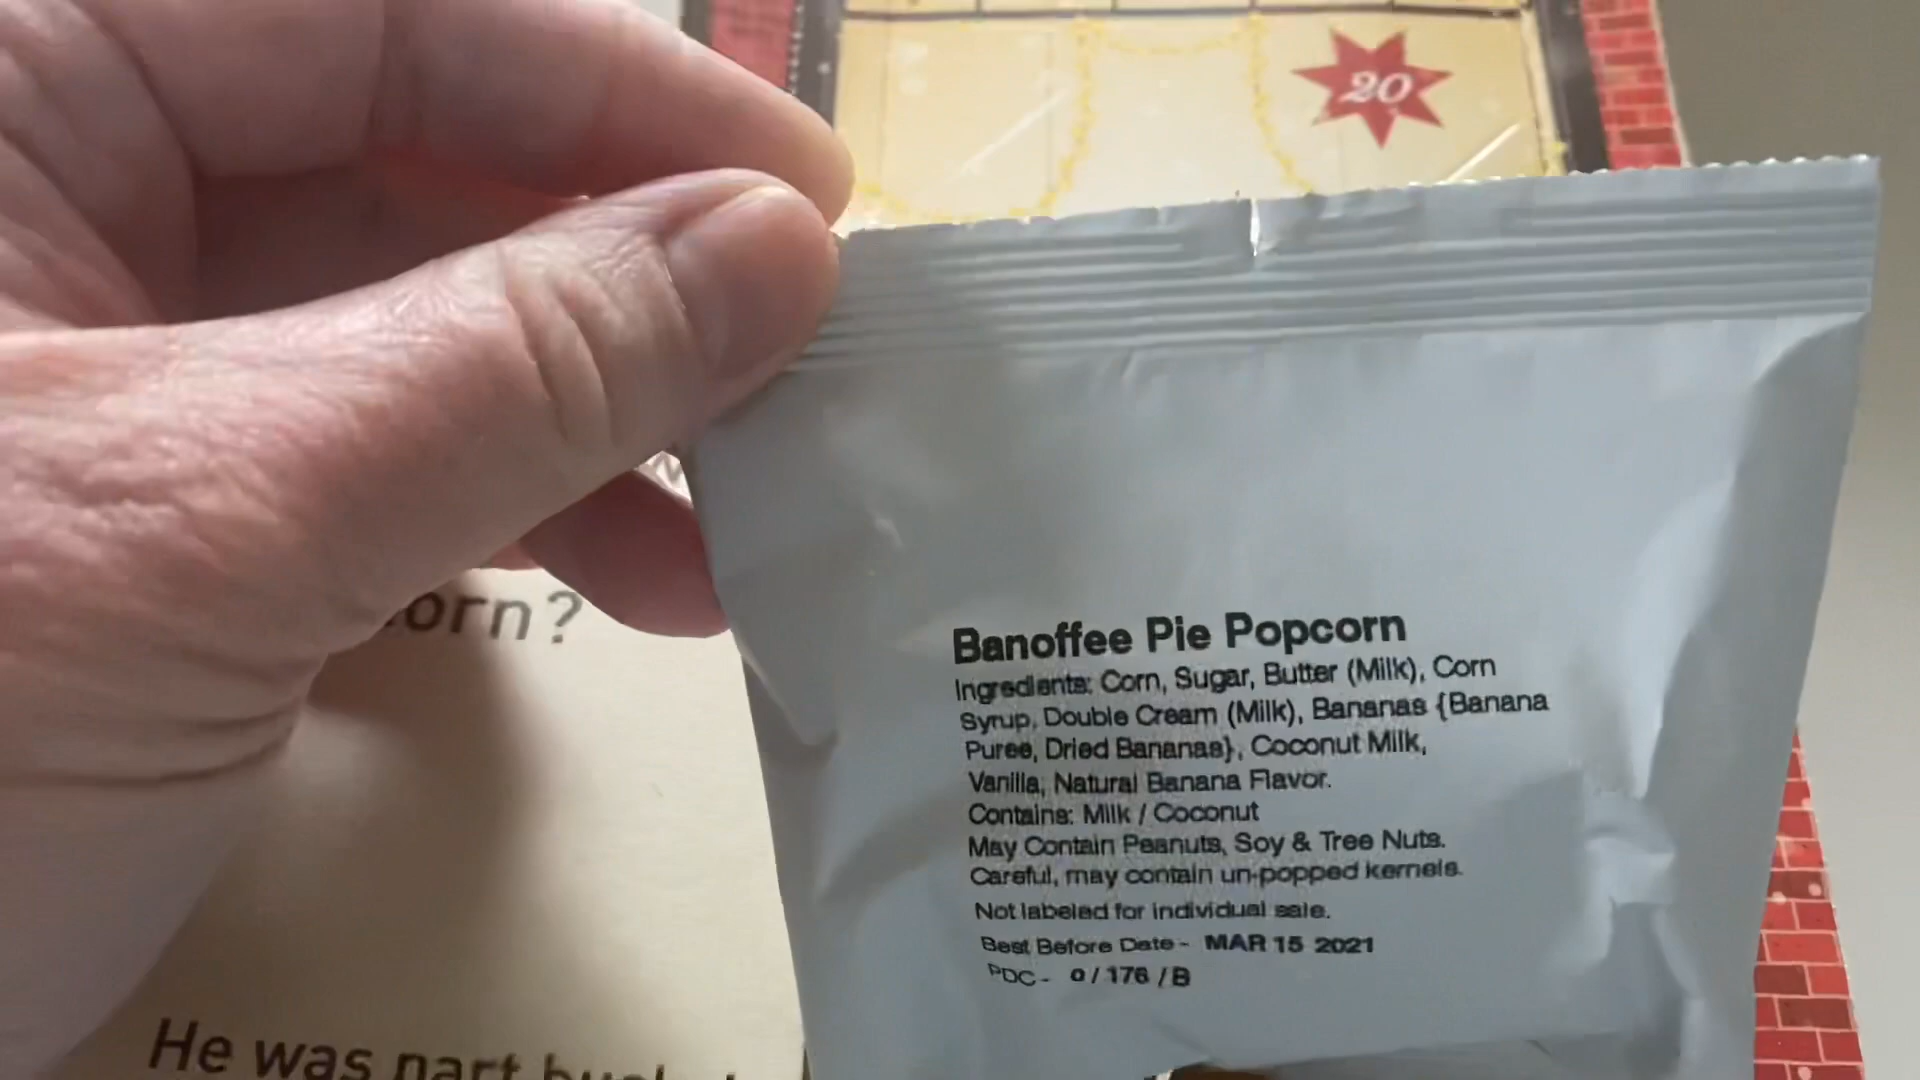 20
orn?
Banoffee Pie Popcorn
Ingredients: Corn, Sugar, Butter (Milk), Corn
Syrup, Double Cream (Milk), Bananas {Banana
Puree, Dried Bananas}, Coconut Milk,
Vanilla, Natural Banana Flavor.
Contains: Milk / Coconut
May Contain Peanuts, Soy & Tree Nuts.
Careful, may contain un-popped kernels.
Not labeled for individual sale.
Best Before Date - MAR 15 2021
PDC - 0 / 176 / B
He was part